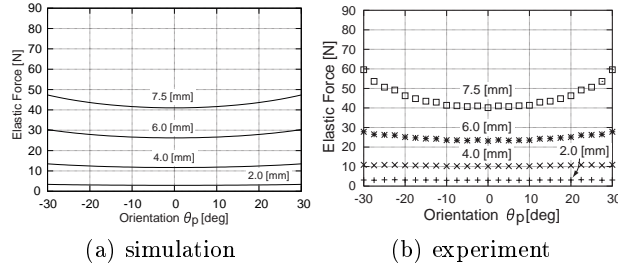 90
80
70
60
50
40
30
20
10
0
Elastic Force [N]
7.5 [mm]
6.0 [mm]
4.0 [mm]
2.0 [mm]
-30 -20 -10 0 10 20 30
Orientation θp[deg]
(a) simulation
90
80
70
60
50
40
30
20
10
0
Elastic Force [N]
7.5 [mm]
6.0 [mm]
4.0 [mm]
2.0 [mm]
-30 -20 -10 0 10 20 30
Orientation θp[deg]
(b) experiment